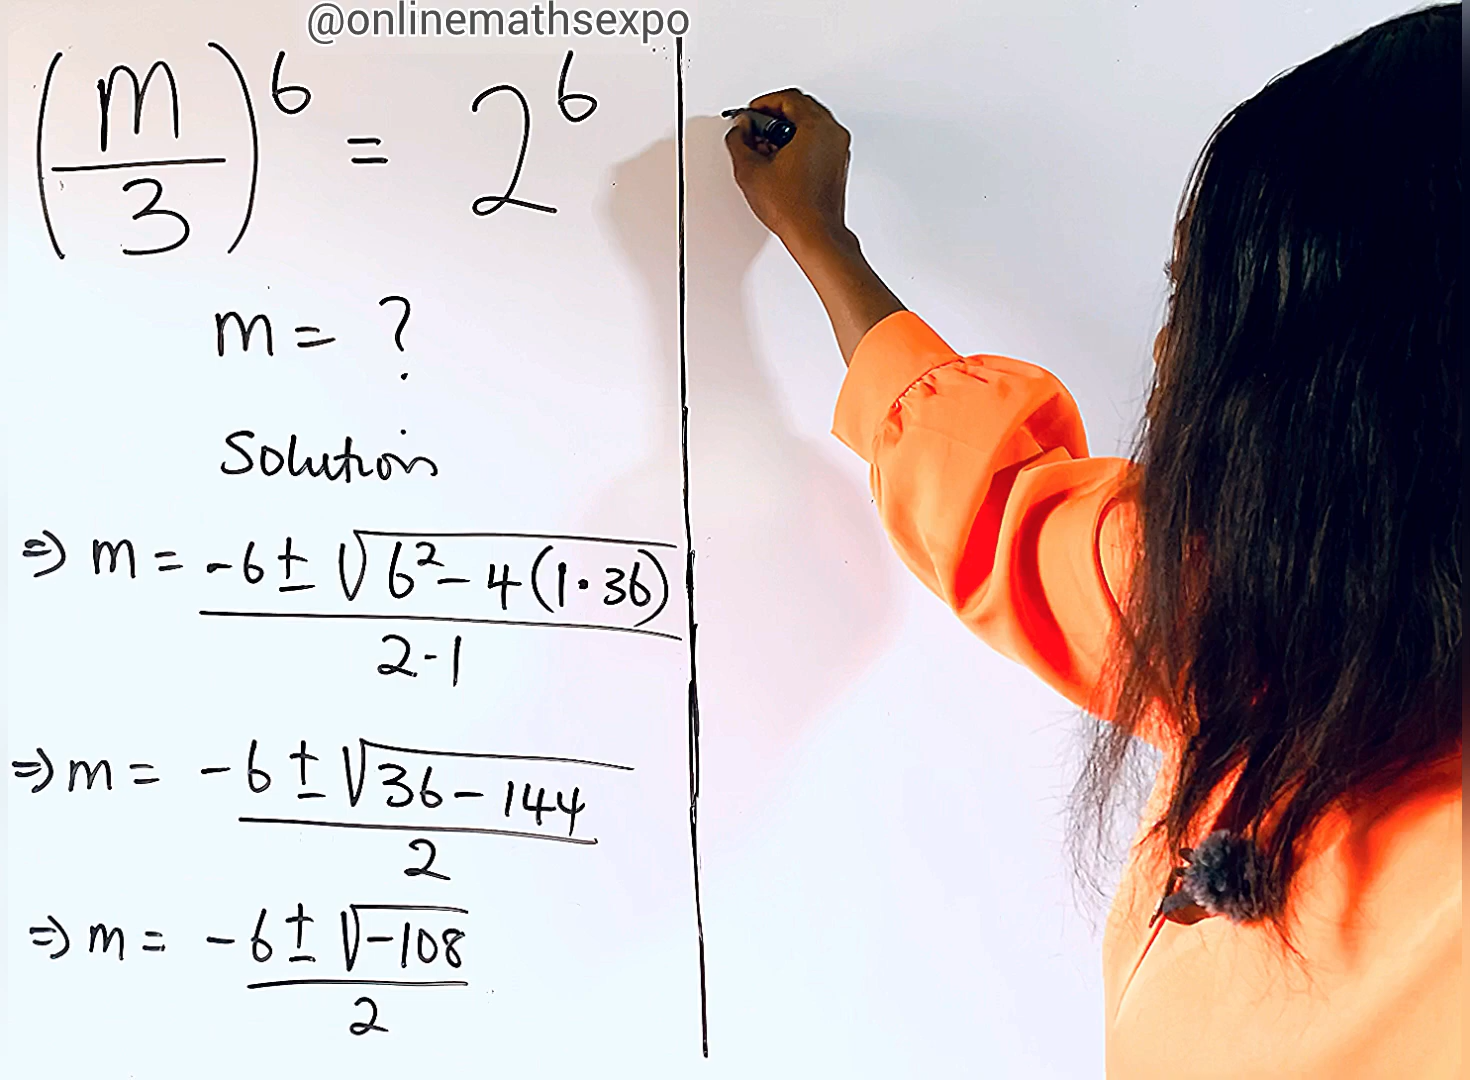 @onlinemathsexpo
(m/3)^6 = 2^6
m = ?
Solution
⇒ m = -6 ± √(6² - 4(1·36)) / 2·1
⇒ m = -6 ± √(36 - 144) / 2
⇒ m = -6 ± √(-108) / 2